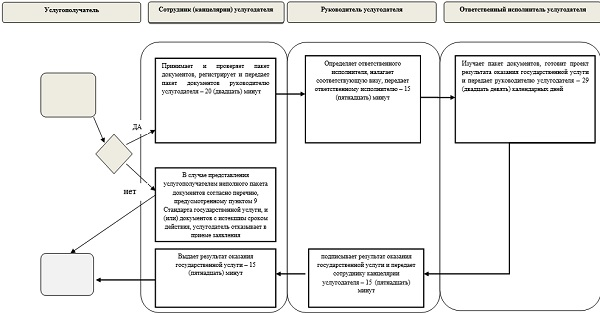 Услугополучатель
Сотрудник (канцелярии) услугодателя
Руководитель услугодателя
Ответственный исполнитель услугодателя
Принимает и проверяет пакет
документов, регистрирует и передает
пакет документов руководителю
услугодателя – 20 (двадцать) минут
Определяет ответственного
исполнителя, налагает
соответствующую визу, передает
ответственному исполнителю – 15
(пятнадцать) минут
Изучает пакет документов, готовит проект
результата оказания государственной услуги
и передает руководителю услугодателя – 29
(двадцать девять) календарных дней
ДА
нет
В случае представления
услугополучателем неполного пакета
документов согласно перечню,
предусмотренному пунктом 9
Стандарта государственной услуги, и
(или) документов с истекшим сроком
действия, услугодатель отказывает в
приеме заявления
Выдает результат оказания
государственной услуги – 15
(пятнадцать) минут
подписывает результат оказания
государственной услуги и передает
сотруднику канцелярии
услугодателя – 15 (пятнадцать)
минут